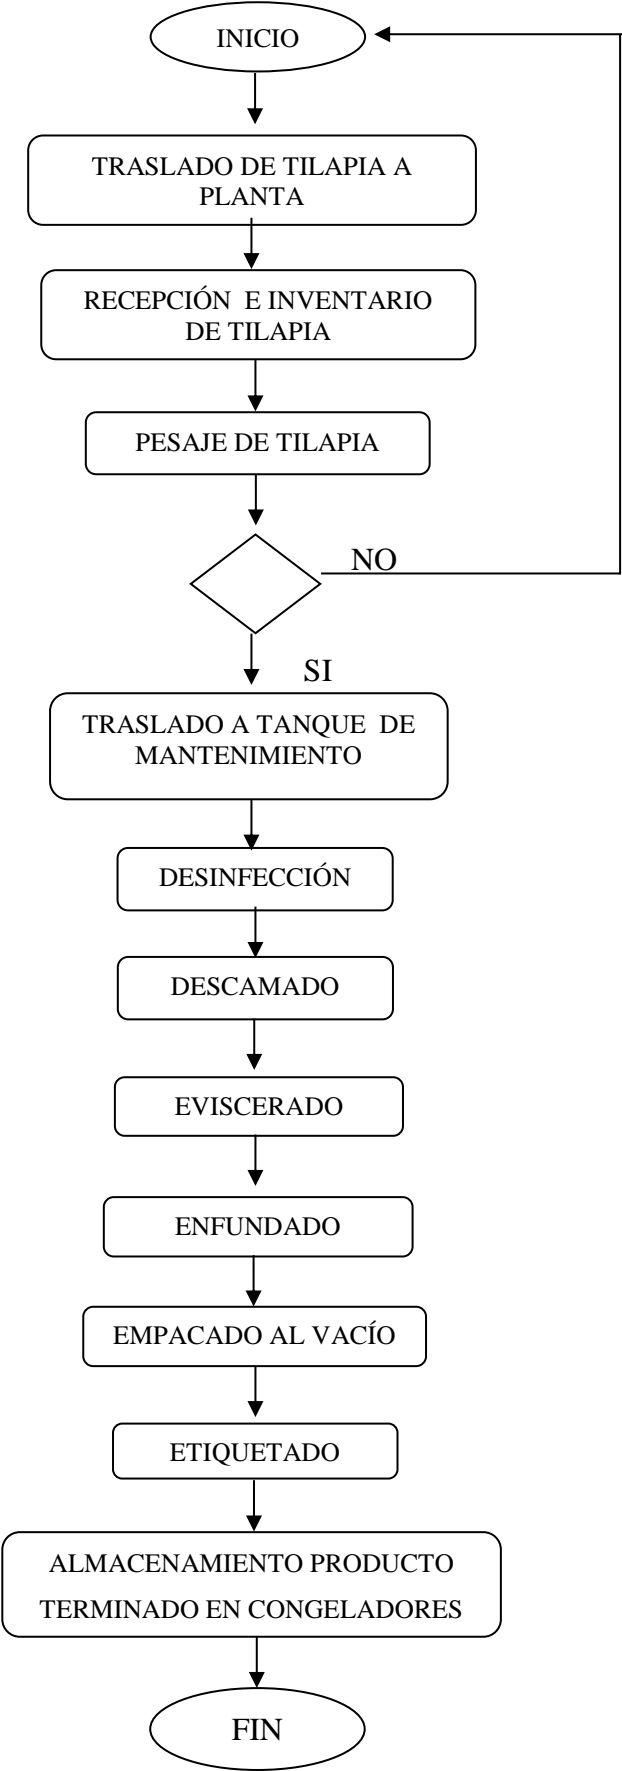 INICIO
TRASLADO DE TILAPIA A
PLANTA
RECEPCIÓN E INVENTARIO
DE TILAPIA
PESAJE DE TILAPIA
NO
SI
TRASLADO A TANQUE DE
MANTENIMIENTO
DESINFECCIÓN
DESCAMADO
EVISCERADO
ENFUNDADO
EMPACADO AL VACÍO
ETIQUETADO
ALMACENAMIENTO PRODUCTO
TERMINADO EN CONGELADORES
FIN